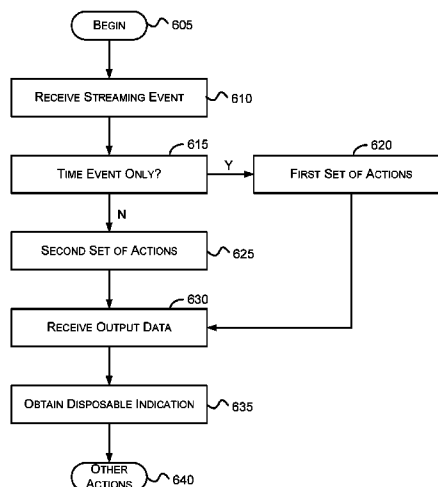 BEGIN
605
RECEIVE STREAMING EVENT
610
615
TIME EVENT ONLY?
Y
620
FIRST SET OF ACTIONS
N
SECOND SET OF ACTIONS
625
630
RECEIVE OUTPUT DATA
OBTAIN DISPOSABLE INDICATION
635
OTHER
ACTIONS
640